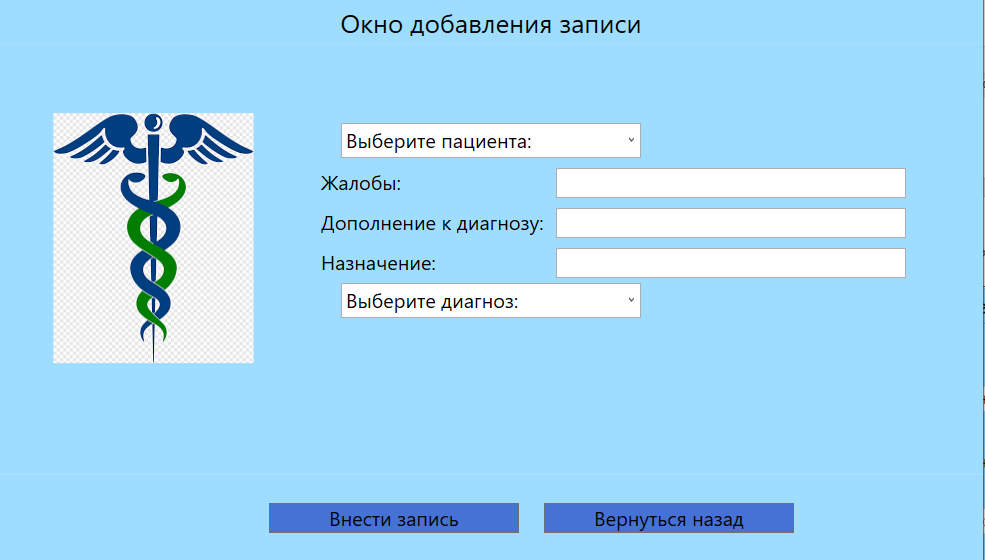 Окно добавления записи
Выберите пациента:
Жалобы:
Дополнение к диагнозу:
Назначение:
Выберите диагноз:
Внести запись
Вернуться назад